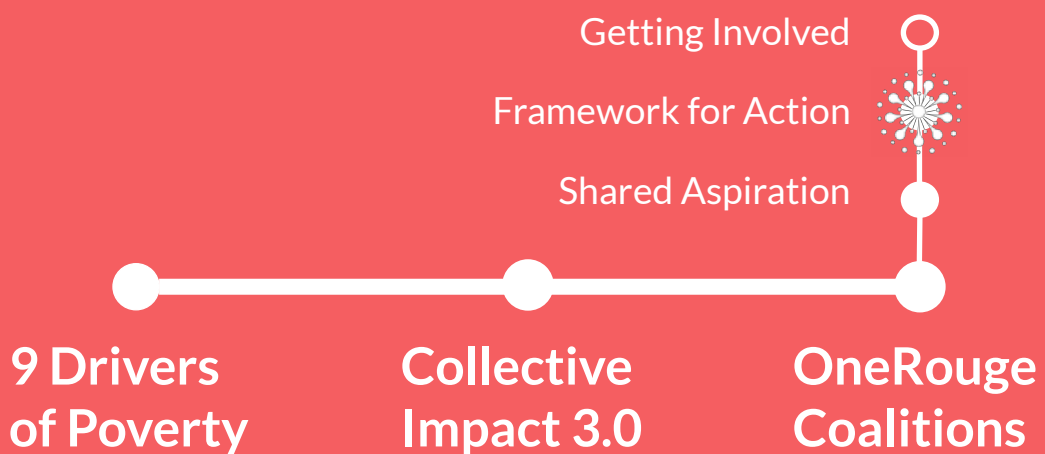 Getting Involved
Framework for Action
Shared Aspiration
9 Drivers
of Poverty
Collective
Impact 3.0
OneRouge
Coalitions